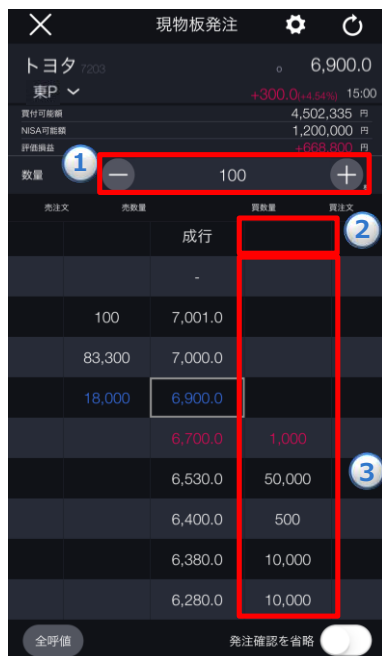 現物板発注
トヨタ 7203
6,900.0
東P
+300.0(+4.54%) 15:00
買付可能額 4,502,335 円
NISA可能額 1,200,000 円
評価損益 +668,800 円
1
数量 − 100 +
売注文 売数量 買数量 買注文
2
成行
-
100 7,001.0
83,300 7,000.0
18,000 6,900.0
6,700.0 1,000
3
6,530.0 50,000
6,400.0 500
6,380.0 10,000
6,280.0 10,000
全呼値 発注確認を省略